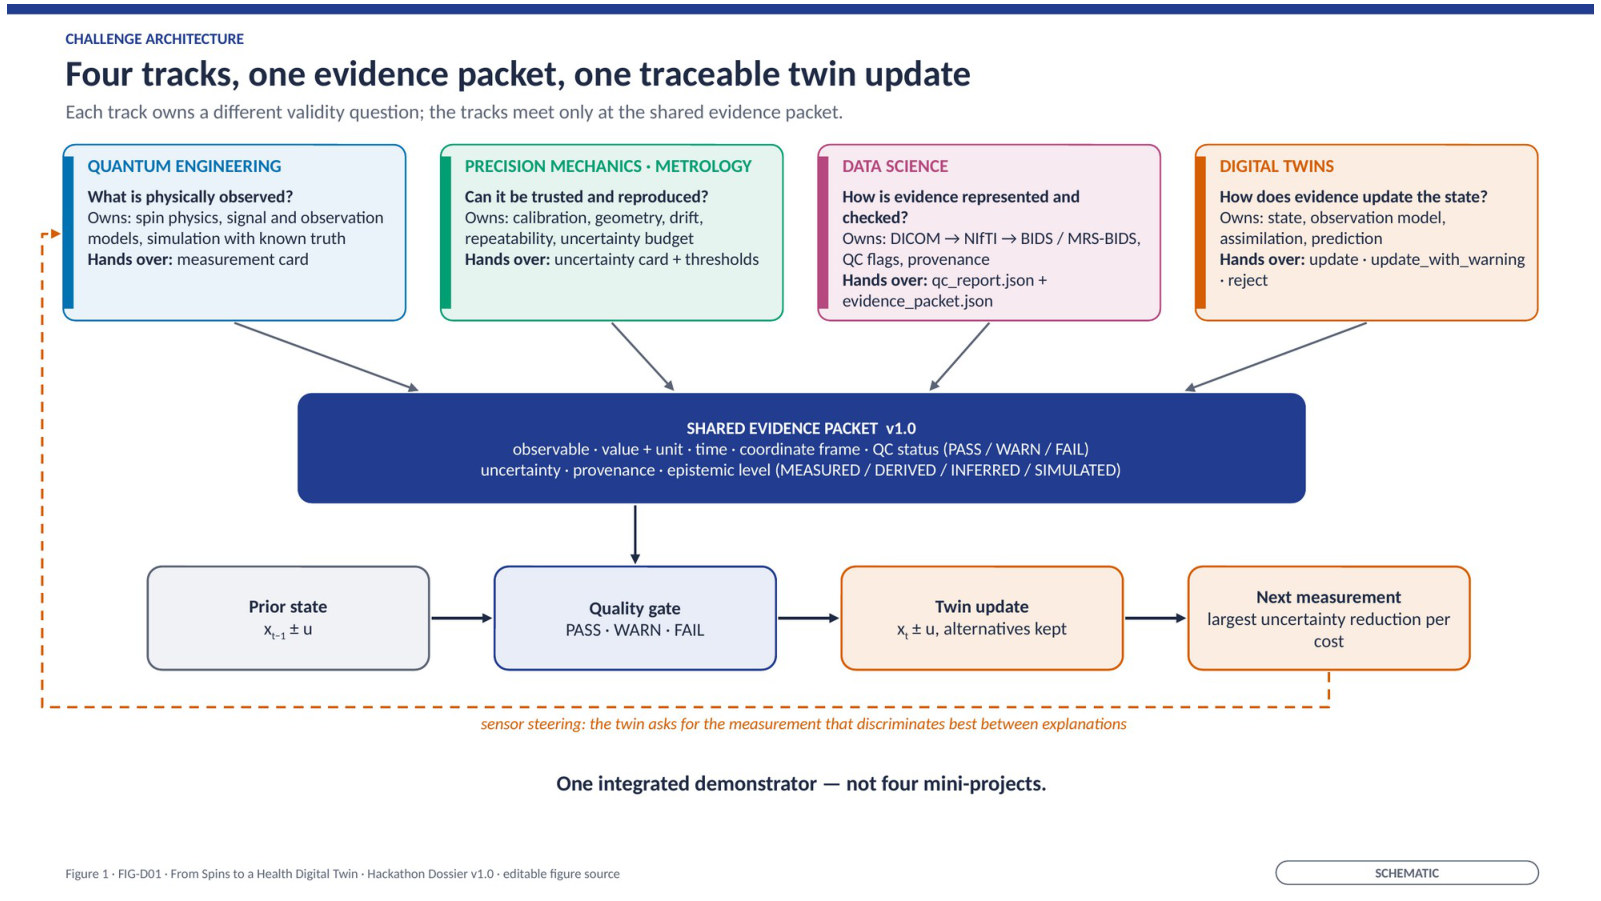 CHALLENGE ARCHITECTURE
Four tracks, one evidence packet, one traceable twin update
Each track owns a different validity question; the tracks meet only at the shared evidence packet.
QUANTUM ENGINEERING
What is physically observed?
Owns: spin physics, signal and observation
models, simulation with known truth
Hands over: measurement card
PRECISION MECHANICS · METROLOGY
Can it be trusted and reproduced?
Owns: calibration, geometry, drift,
repeatability, uncertainty budget
Hands over: uncertainty card + thresholds
DATA SCIENCE
How is evidence represented and
checked?
Owns: DICOM → NIfTI → BIDS / MRS-BIDS,
QC flags, provenance
Hands over: qc_report.json +
evidence_packet.json
DIGITAL TWINS
How does evidence update the state?
Owns: state, observation model,
assimilation, prediction
Hands over: update · update_with_warning
· reject
SHARED EVIDENCE PACKET v1.0
observable · value + unit · time · coordinate frame · QC status (PASS / WARN / FAIL)
uncertainty · provenance · epistemic level (MEASURED / DERIVED / INFERRED / SIMULATED)
Prior state
xₜ₋₁ ± u
Quality gate
PASS · WARN · FAIL
Twin update
xₜ ± u, alternatives kept
Next measurement
largest uncertainty reduction per
cost
sensor steering: the twin asks for the measurement that discriminates best between explanations
One integrated demonstrator — not four mini-projects.
Figure 1 · FIG-D01 · From Spins to a Health Digital Twin · Hackathon Dossier v1.0 · editable figure source
SCHEMATIC